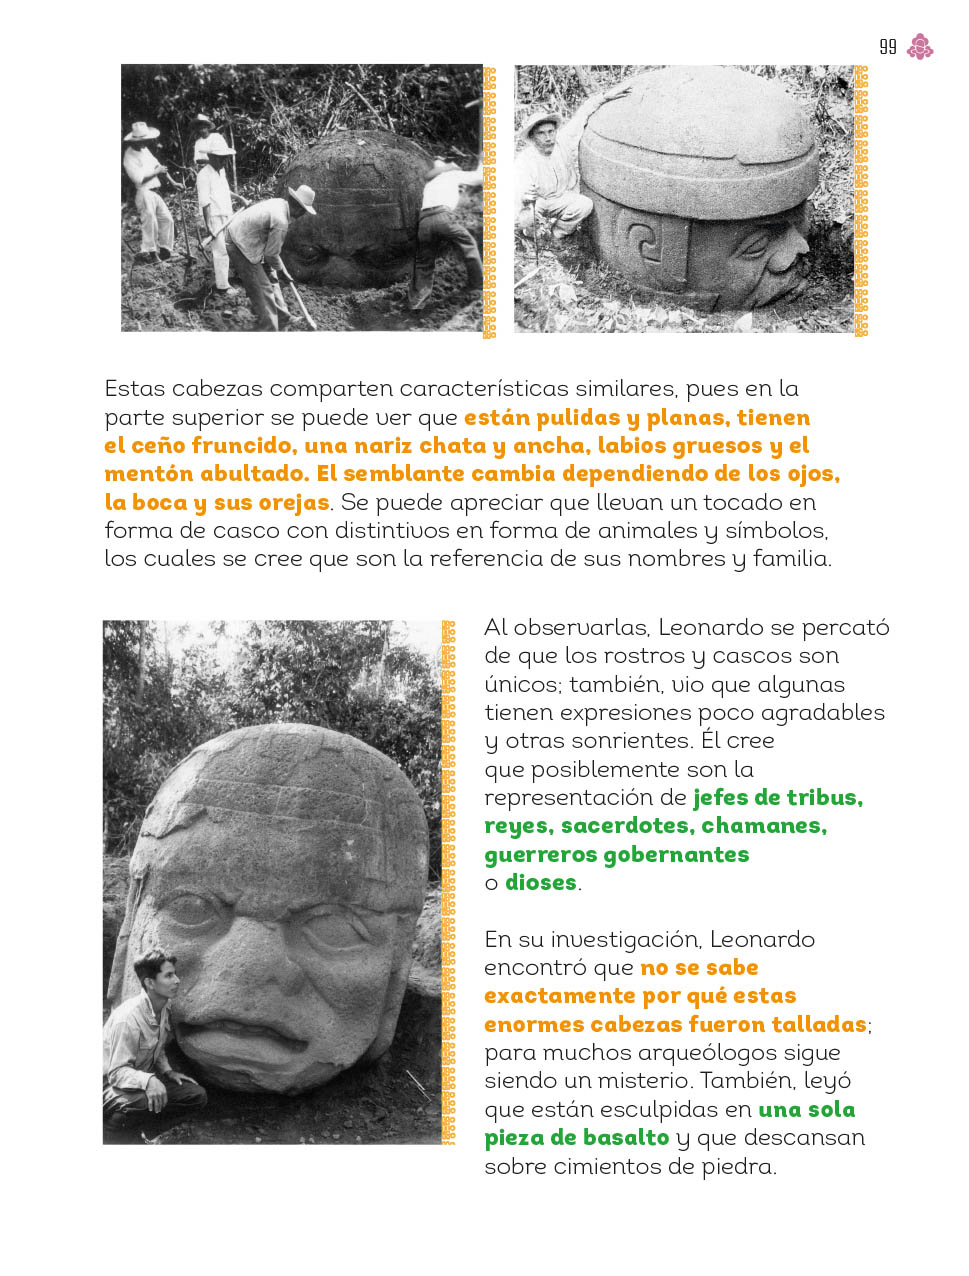 99
Estas cabezas comparten características similares, pues en la
parte superior se puede ver que están pulidas y planas, tienen
el ceño fruncido, una nariz chata y ancha, labios gruesos y el
mentón abultado. El semblante cambia dependiendo de los ojos,
la boca y sus orejas. Se puede apreciar que llevan un tocado en
forma de casco con distintivos en forma de animales y símbolos,
los cuales se cree que son la referencia de sus nombres y familia.
Al observarlas, Leonardo se percató
de que los rostros y cascos son
únicos; también, vio que algunas
tienen expresiones poco agradables
y otras sonrientes. Él cree
que posiblemente son la
representación de jefes de tribus,
reyes, sacerdotes, chamanes,
guerreros gobernantes
o dioses.
En su investigación, Leonardo
encontró que no se sabe
exactamente por qué estas
enormes cabezas fueron talladas;
para muchos arqueólogos sigue
siendo un misterio. También, leyó
que están esculpidas en una sola
pieza de basalto y que descansan
sobre cimientos de piedra.